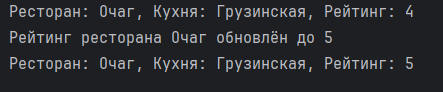 Ресторан: Очаг, Кухня: Грузинская, Рейтинг: 4
Рейтинг ресторана Очаг обновлён до 5
Ресторан: Очаг, Кухня: Грузинская, Рейтинг: 5